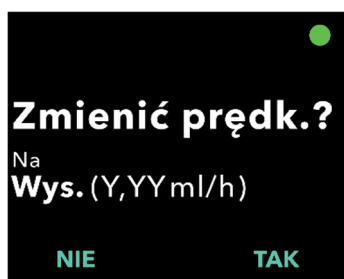 Zmienić prędk.?
Na
Wys. (Y,YY ml/h)
NIE TAK